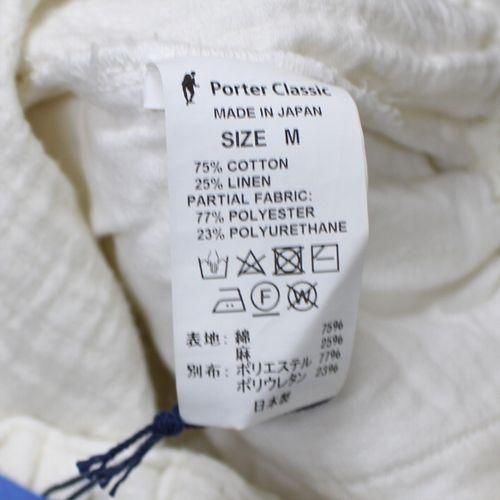 Porter Classic
MADE IN JAPAN
SIZE M
75% COTTON
25% LINEN
PARTIAL FABRIC:
77% POLYESTER
23% POLYURETHANE
F W
表地: 綿 75%
麻 25%
別布: ポリエステル 77%
ポリウレタン 23%
日本製